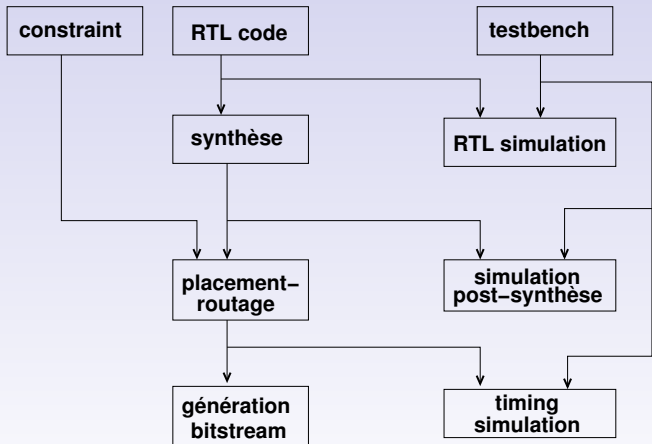 constraint
RTL code
testbench
synthèse
RTL simulation
placement–
routage
simulation
post–synthèse
génération
bitstream
timing
simulation